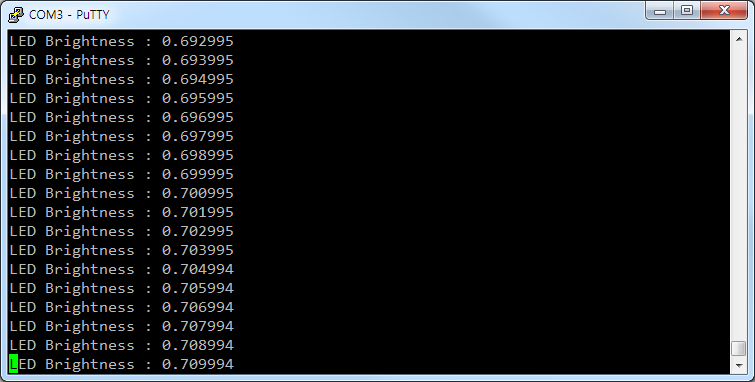 COM3 - PuTTY
LED Brightness : 0.692995
LED Brightness : 0.693995
LED Brightness : 0.694995
LED Brightness : 0.695995
LED Brightness : 0.696995
LED Brightness : 0.697995
LED Brightness : 0.698995
LED Brightness : 0.699995
LED Brightness : 0.700995
LED Brightness : 0.701995
LED Brightness : 0.702995
LED Brightness : 0.703995
LED Brightness : 0.704994
LED Brightness : 0.705994
LED Brightness : 0.706994
LED Brightness : 0.707994
LED Brightness : 0.708994
LED Brightness : 0.709994